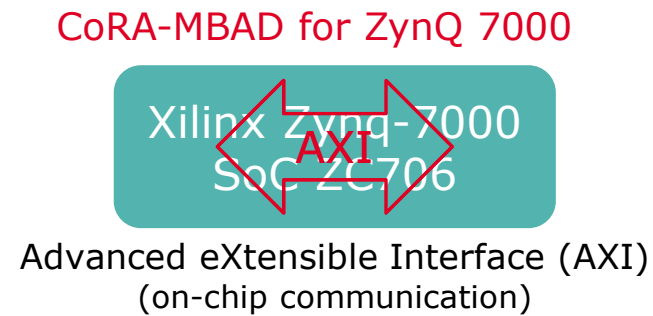 CoRA-MBAD for ZynQ 7000
Xilinx Zynq-7000
AXI
SoC ZC706
Advanced eXtensible Interface (AXI)
(on-chip communication)